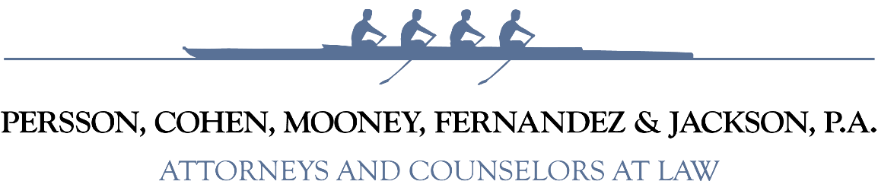 PERSSON, COHEN, MOONEY, FERNANDEZ & JACKSON, P.A.
ATTORNEYS AND COUNSELORS AT LAW